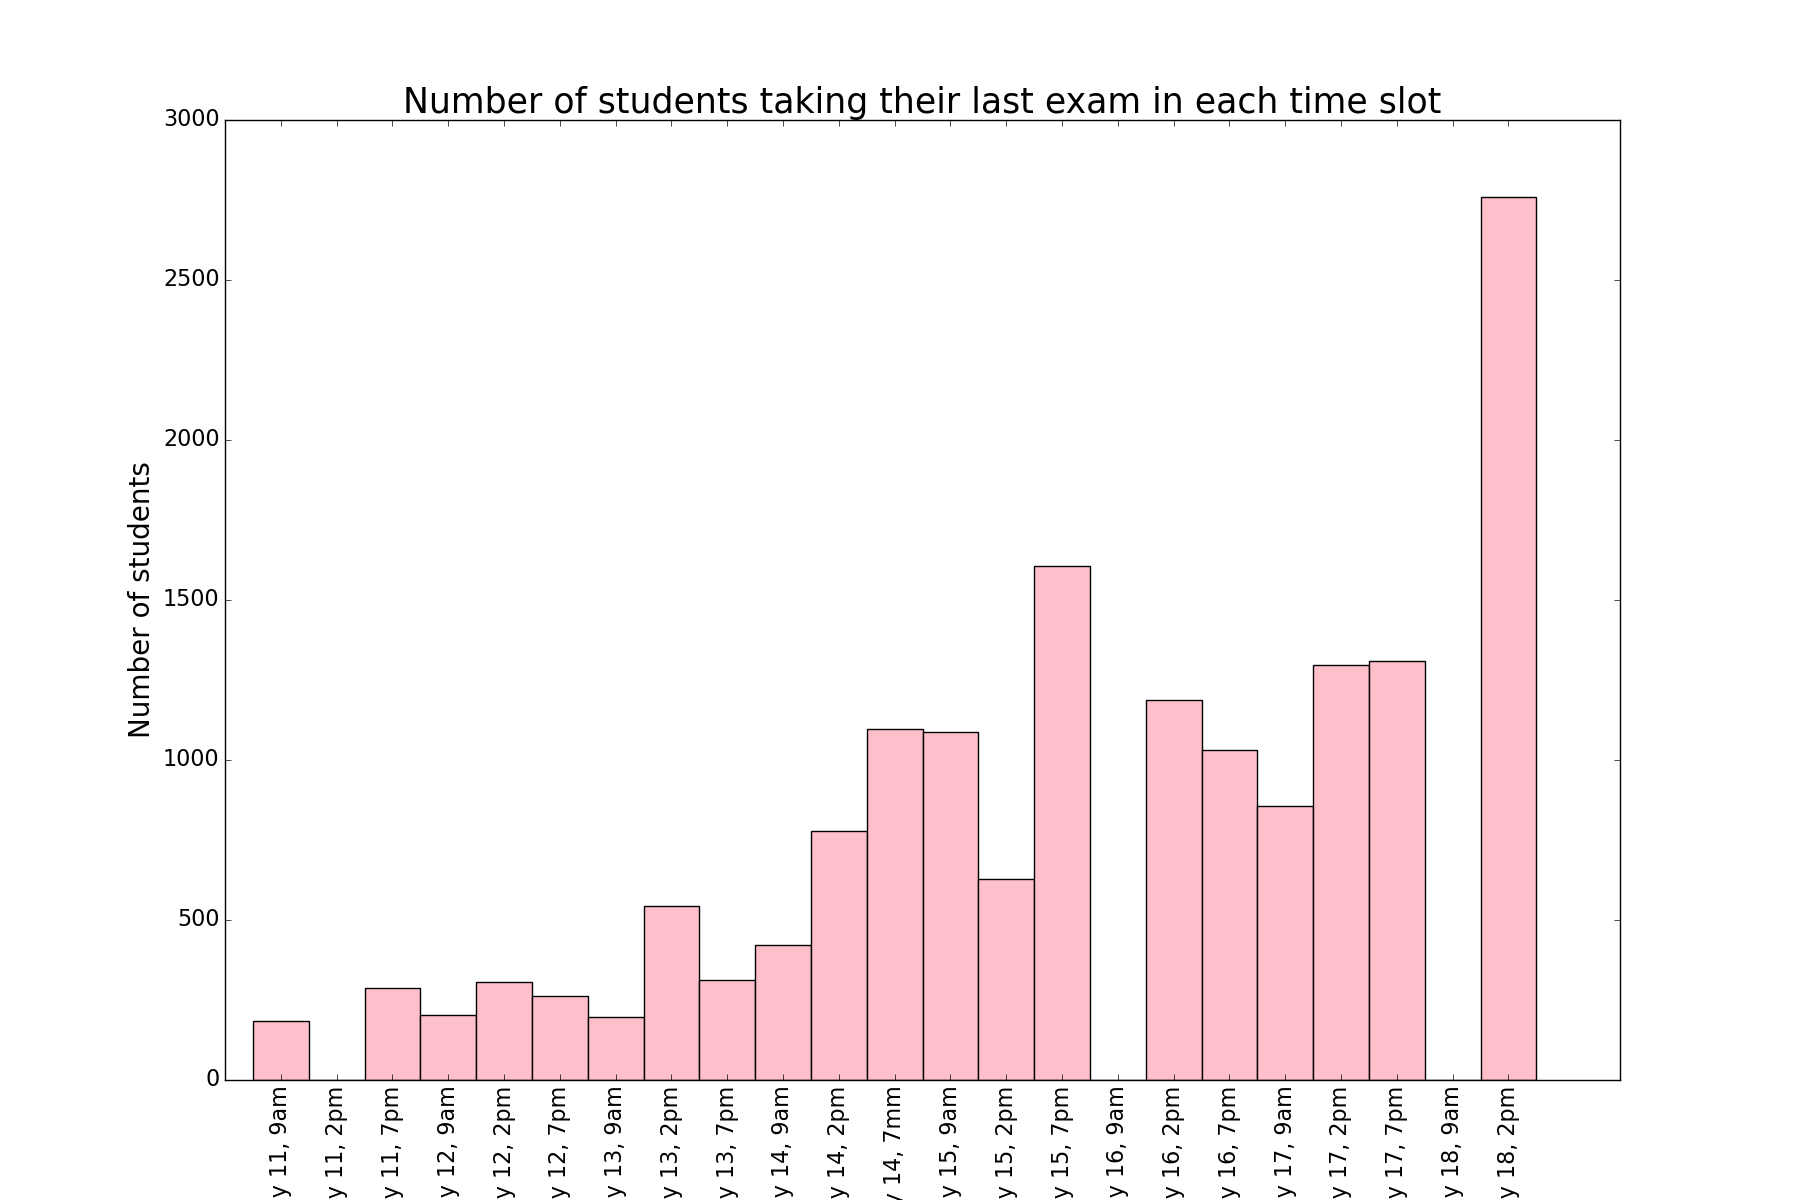 Number of students taking their last exam in each time slot
3000
2500
2000
1500
1000
500
0
Number of students
y 11, 9am
y 11, 2pm
y 11, 7pm
y 12, 9am
y 12, 2pm
y 12, 7pm
y 13, 9am
y 13, 2pm
y 13, 7pm
y 14, 9am
y 14, 2pm
y 14, 7mm
y 15, 9am
y 15, 2pm
y 15, 7pm
y 16, 9am
y 16, 2pm
y 16, 7pm
y 17, 9am
y 17, 2pm
y 17, 7pm
y 18, 9am
y 18, 2pm